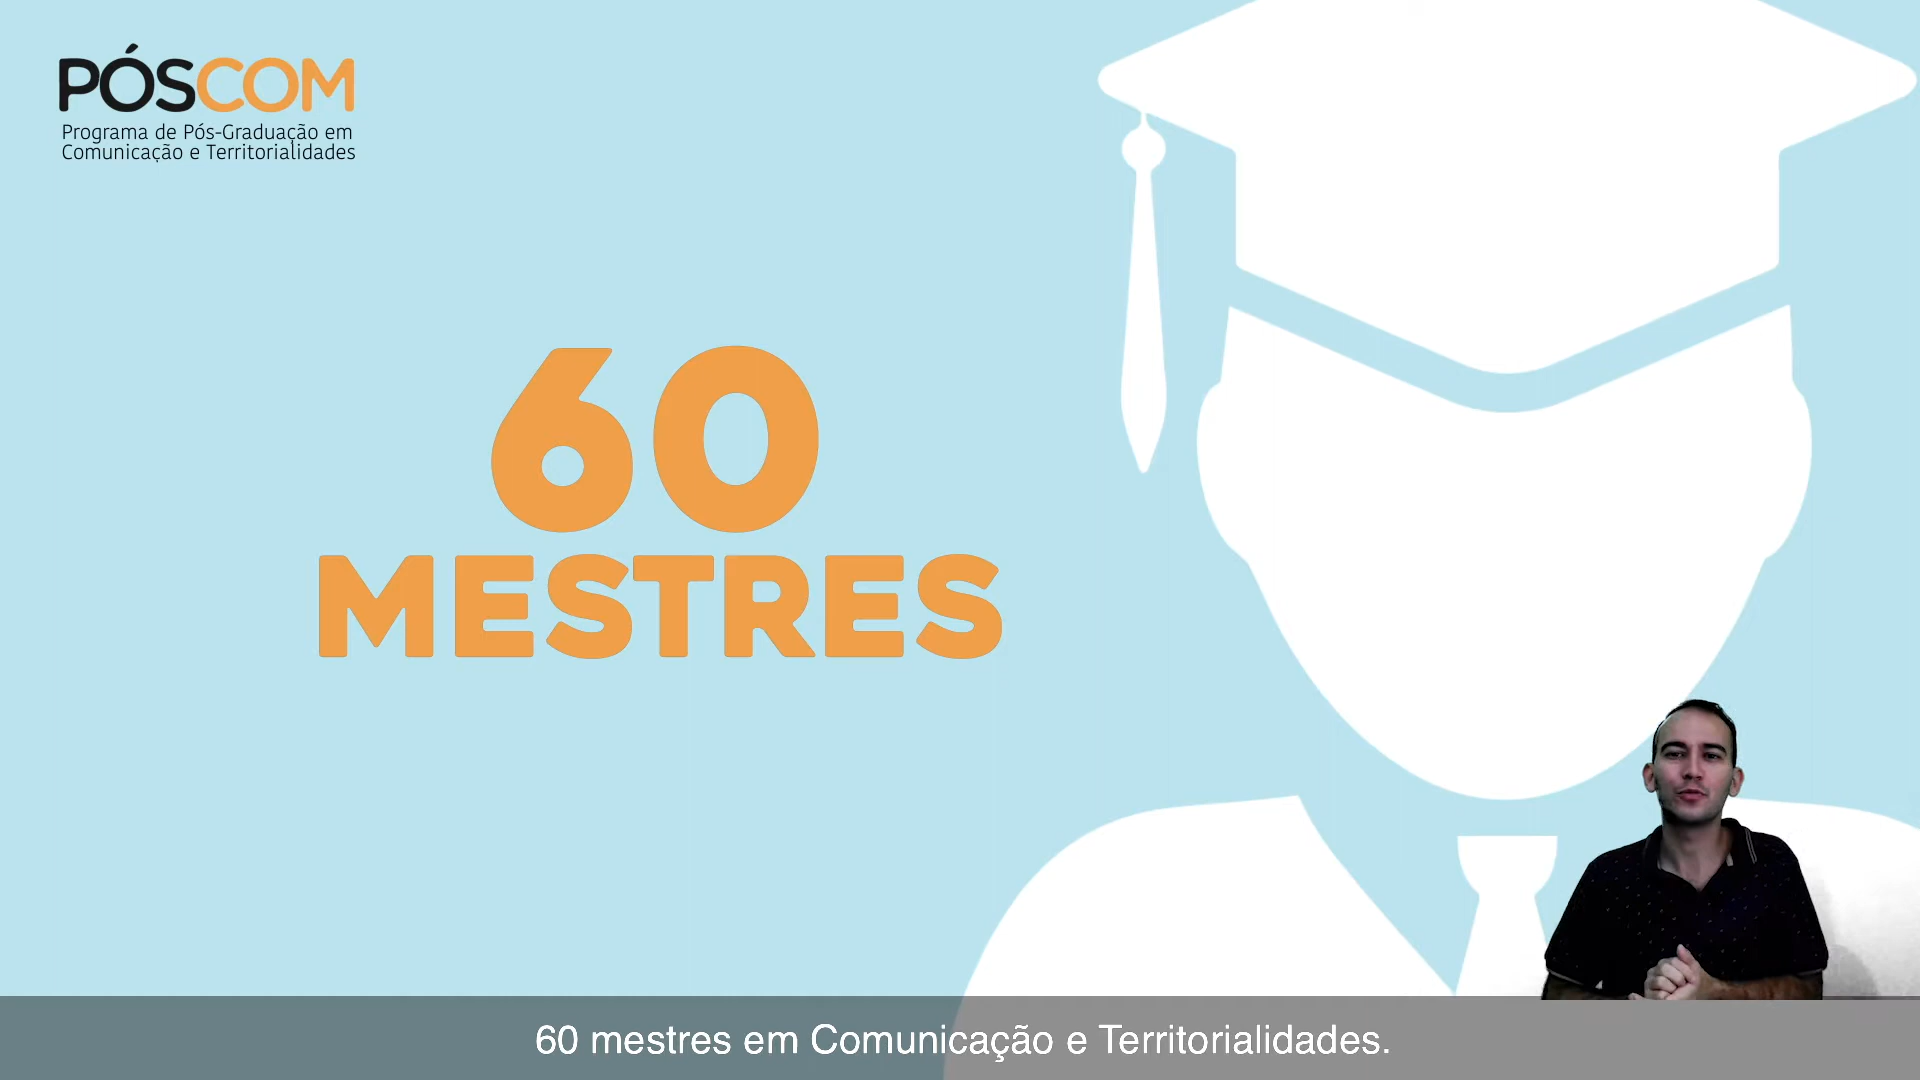 PÓSCOM
Programa de Pós-Graduação em
Comunicação e Territorialidades
60
MESTRES
60 mestres em Comunicação e Territorialidades.